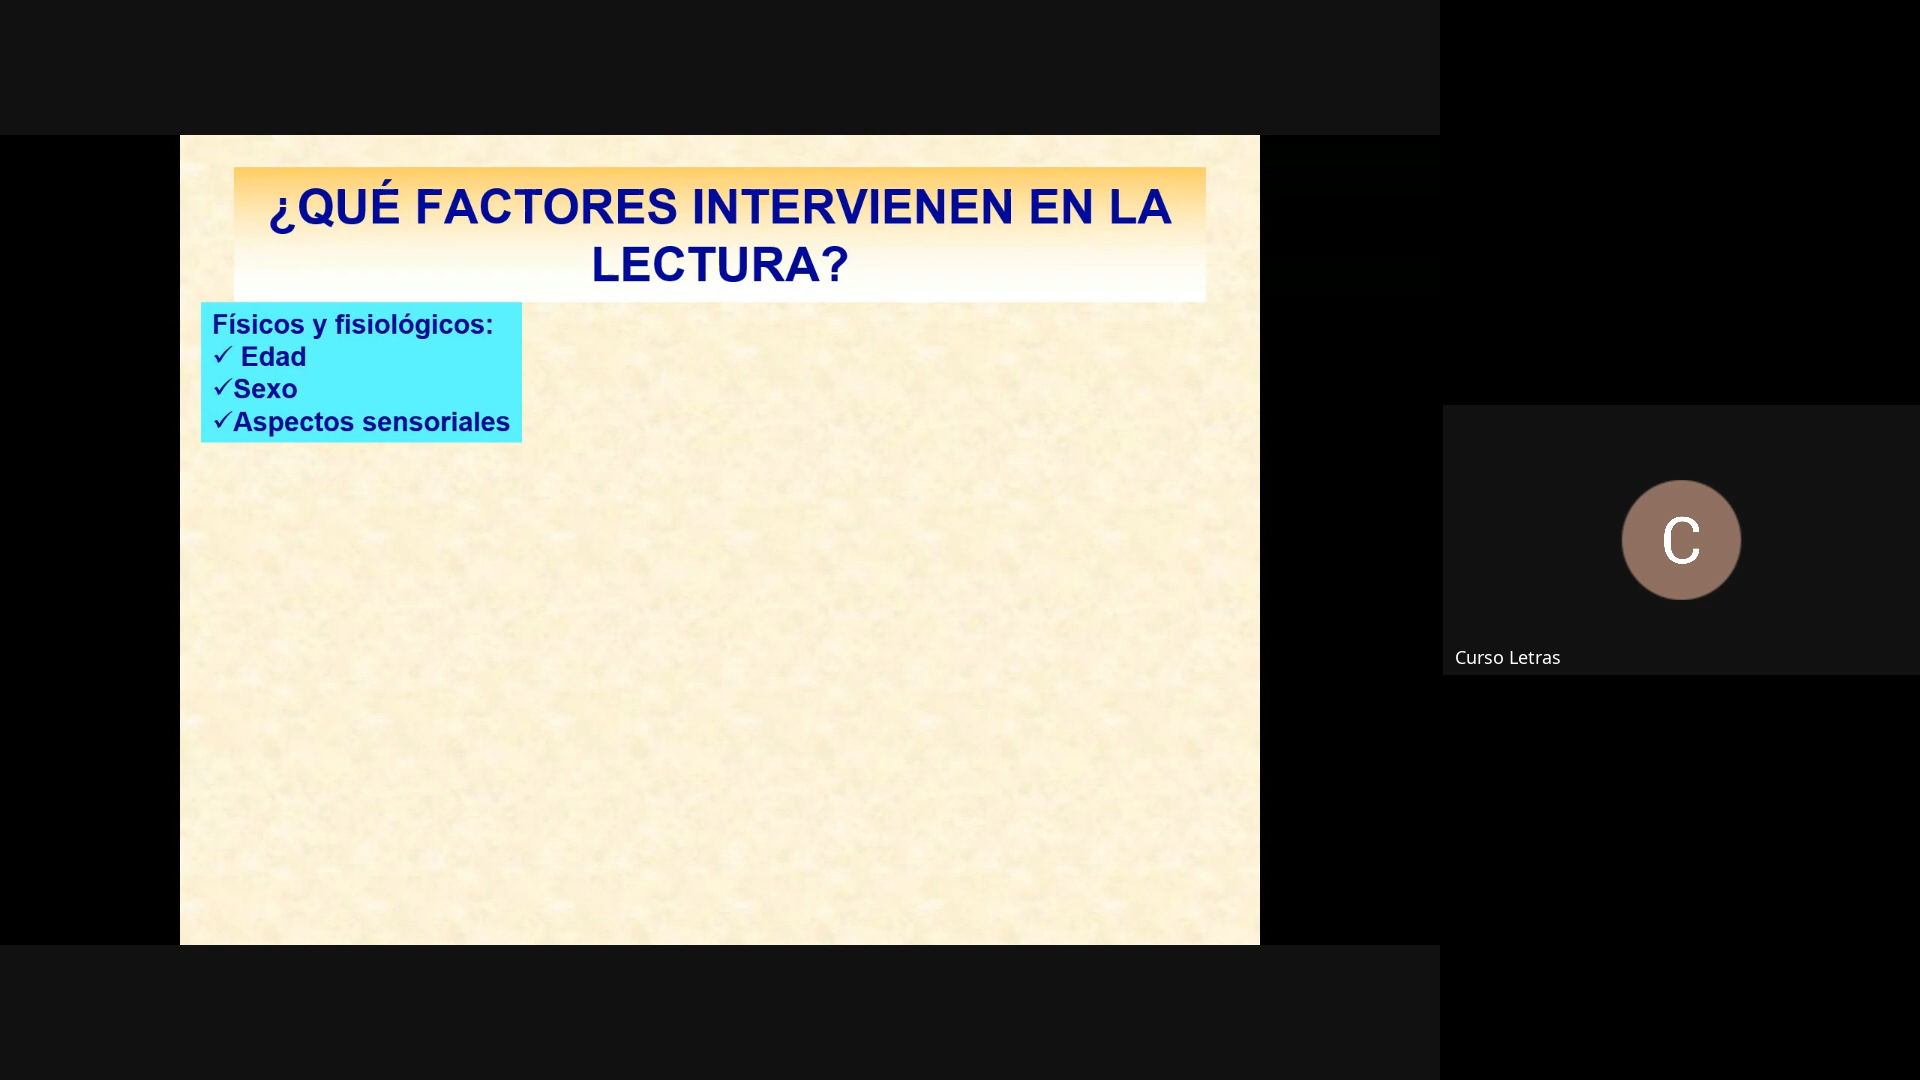 ¿QUÉ FACTORES INTERVIENEN EN LA
LECTURA?
Físicos y fisiológicos:
✓ Edad
✓Sexo
✓Aspectos sensoriales
C
Curso Letras